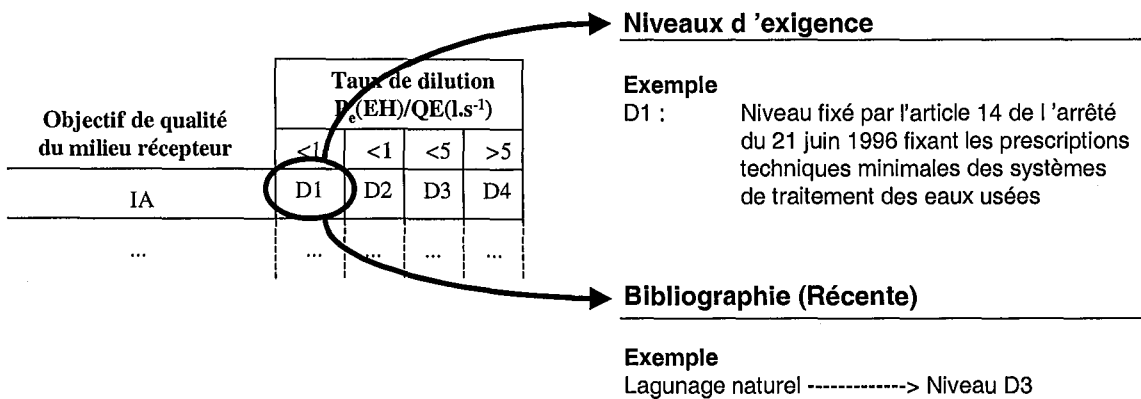 Niveaux d 'exigence
Exemple
D1 : Niveau fixé par l'article 14 de l 'arrêté
du 21 juin 1996 fixant les prescriptions
techniques minimales des systèmes
de traitement des eaux usées
Taux de dilution
Pe(EH)/QE(l.s-1)
Objectif de qualité
du milieu récepteur
<1 <1 <5 >5
IA D1 D2 D3 D4
... ... ... ... ...
Bibliographie (Récente)
Exemple
Lagunage naturel -------------> Niveau D3